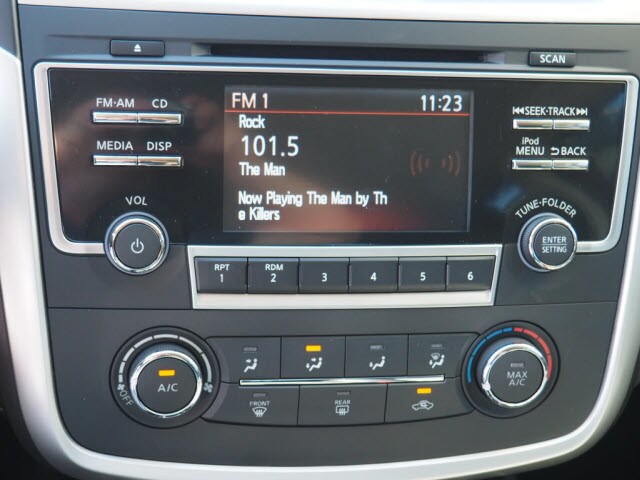 SCAN
FM·AM CD
MEDIA DISP
VOL
FM 1 11:23
Rock
101.5
The Man
Now Playing The Man by Th
e Killers
SEEK·TRACK
iPod
MENU BACK
TUNE·FOLDER
ENTER
SETTING
RPT
1
RDM
2
3
4
5
6
A/C
OFF
FRONT
REAR
MAX
A/C